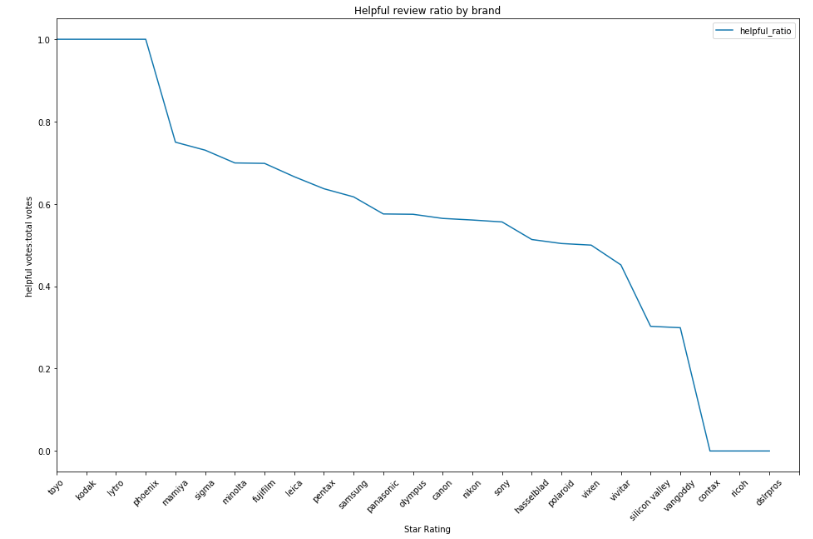 Helpful review ratio by brand
helpful_ratio
helpful votes:total votes
1.0
0.8
0.6
0.4
0.2
0.0
toyo
kodak
lytro
phoenix
mamiya
sigma
minolta
fujifilm
leica
pentax
samsung
panasonic
olympus
canon
nikon
sony
hasselblad
polaroid
vixen
vivitar
silicon valley
vangoddy
contax
ricoh
dslrpros
Star Rating